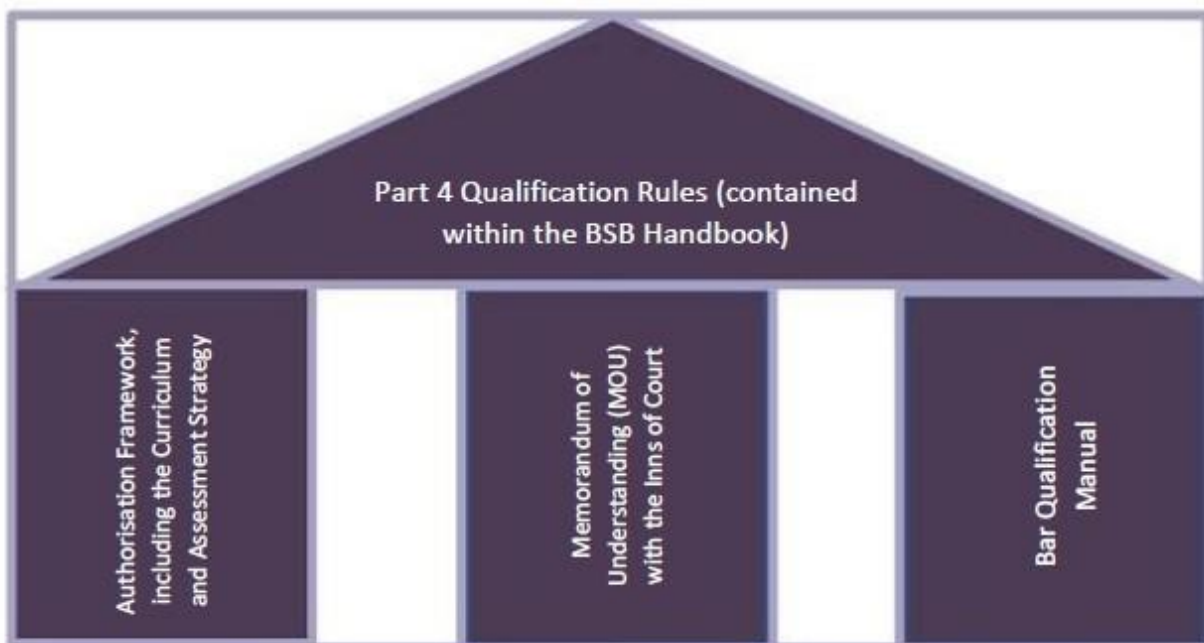 Part 4 Qualification Rules (contained
within the BSB Handbook)
Authorisation Framework,
including the Curriculum
and Assessment Strategy
Memorandum of
Understanding (MOU)
with the Inns of Court
Bar Qualification
Manual